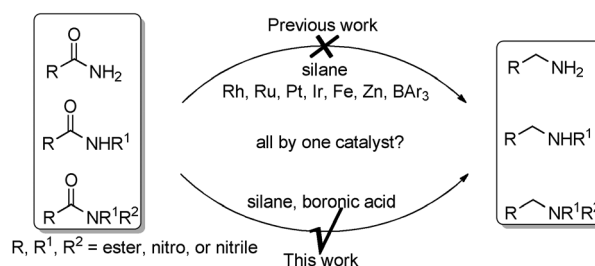 Previous work
silane
Rh, Ru, Pt, Ir, Fe, Zn, BAr₃
all by one catalyst?
silane, boronic acid
This work
O
R NH₂
O
R NHR¹
O
R NR¹R²
R, R¹, R² = ester, nitro, or nitrile
R NH₂
R NHR¹
R NR¹R²